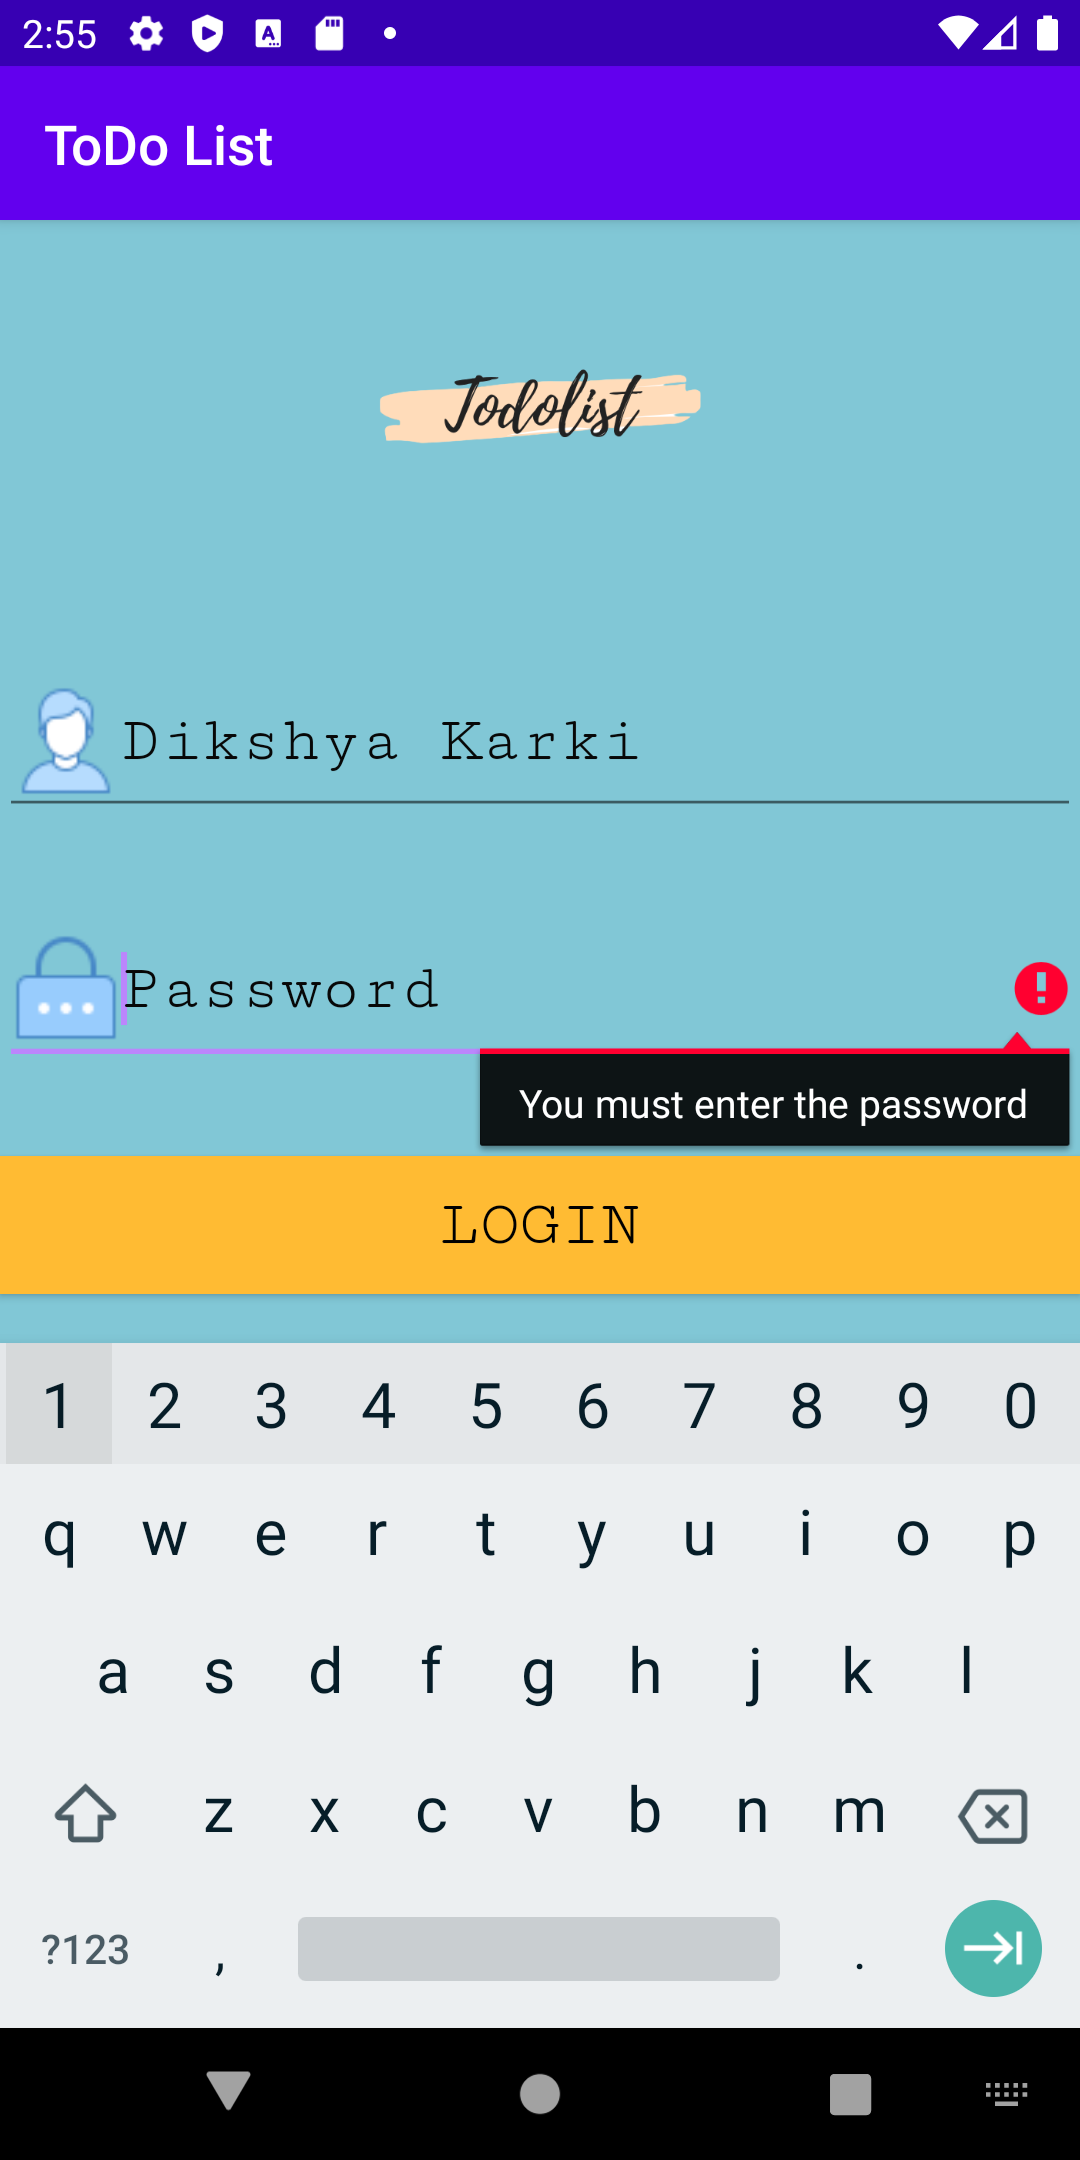 2:55
ToDo List
Todolist
Dikshya Karki
Password
You must enter the password
LOGIN
1 2 3 4 5 6 7 8 9 0
q w e r t y u i o p
a s d f g h j k l
z x c v b n m
?123 , .